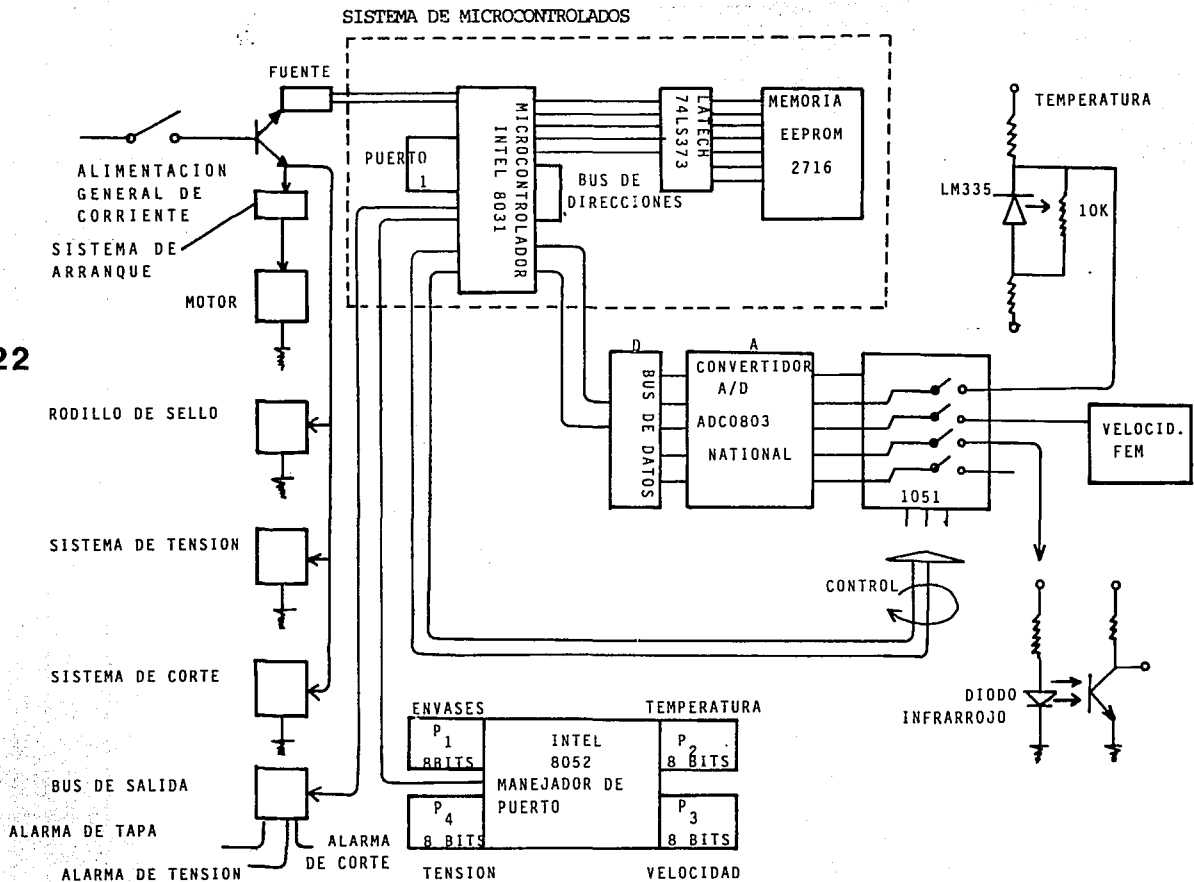 SISTEMA DE MICROCONTROLADOS
FUENTE
ALIMENTACION
GENERAL DE
CORRIENTE
SISTEMA DE
ARRANQUE
MOTOR
22
RODILLO DE SELLO
SISTEMA DE TENSION
SISTEMA DE CORTE
BUS DE SALIDA
ALARMA DE TAPA
ALARMA DE TENSION
ALARMA
DE CORTE
PUERTO
1
MICROCONTROLADOR
INTEL 8031
BUS DE
DIRECCIONES
LATECH
74LS373
MEMORIA
EEPROM
2716
TEMPERATURA
LM335
10K
D
BUS DE DATOS
A
CONVERTIDOR
A/D
ADC0803
NATIONAL
1051
VELOCID.
FEM
CONTROL
DIODO
INFRARROJO
ENVASES
P1
8BITS
TEMPERATURA
P2
8 BITS
INTEL
8052
MANEJADOR DE
PUERTO
P4
8 BITS
TENSION
P3
8 BITS
VELOCIDAD